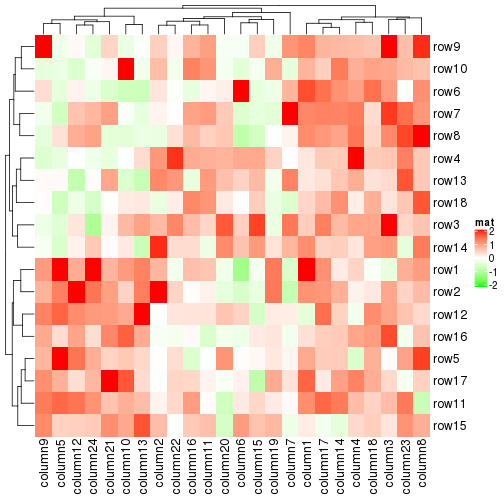 row9
row10
row6
row7
row8
row4
row13
row18
row3
row14
row1
row2
row12
row16
row5
row17
row11
row15
mat
2
1
0
-1
-2
column9
column5
column12
column24
column21
column10
column13
column2
column22
column16
column11
column20
column6
column15
column19
column7
column1
column17
column14
column4
column18
column3
column23
column8